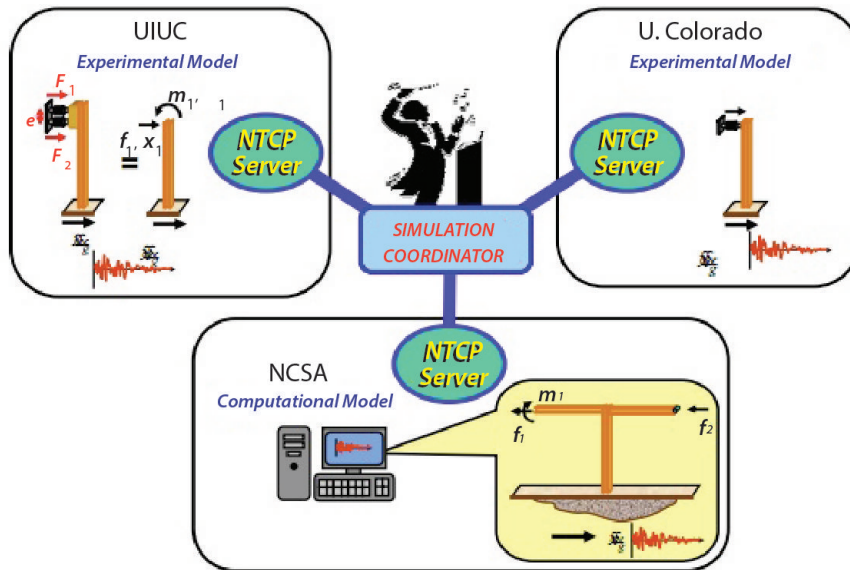 UIUC
Experimental Model
F1
m1,
1
e
f1, x1
=
F2
NTCP
Server
U. Colorado
Experimental Model
NTCP
Server
SIMULATION
COORDINATOR
NTCP
Server
NCSA
Computational Model
m1
f1
f2